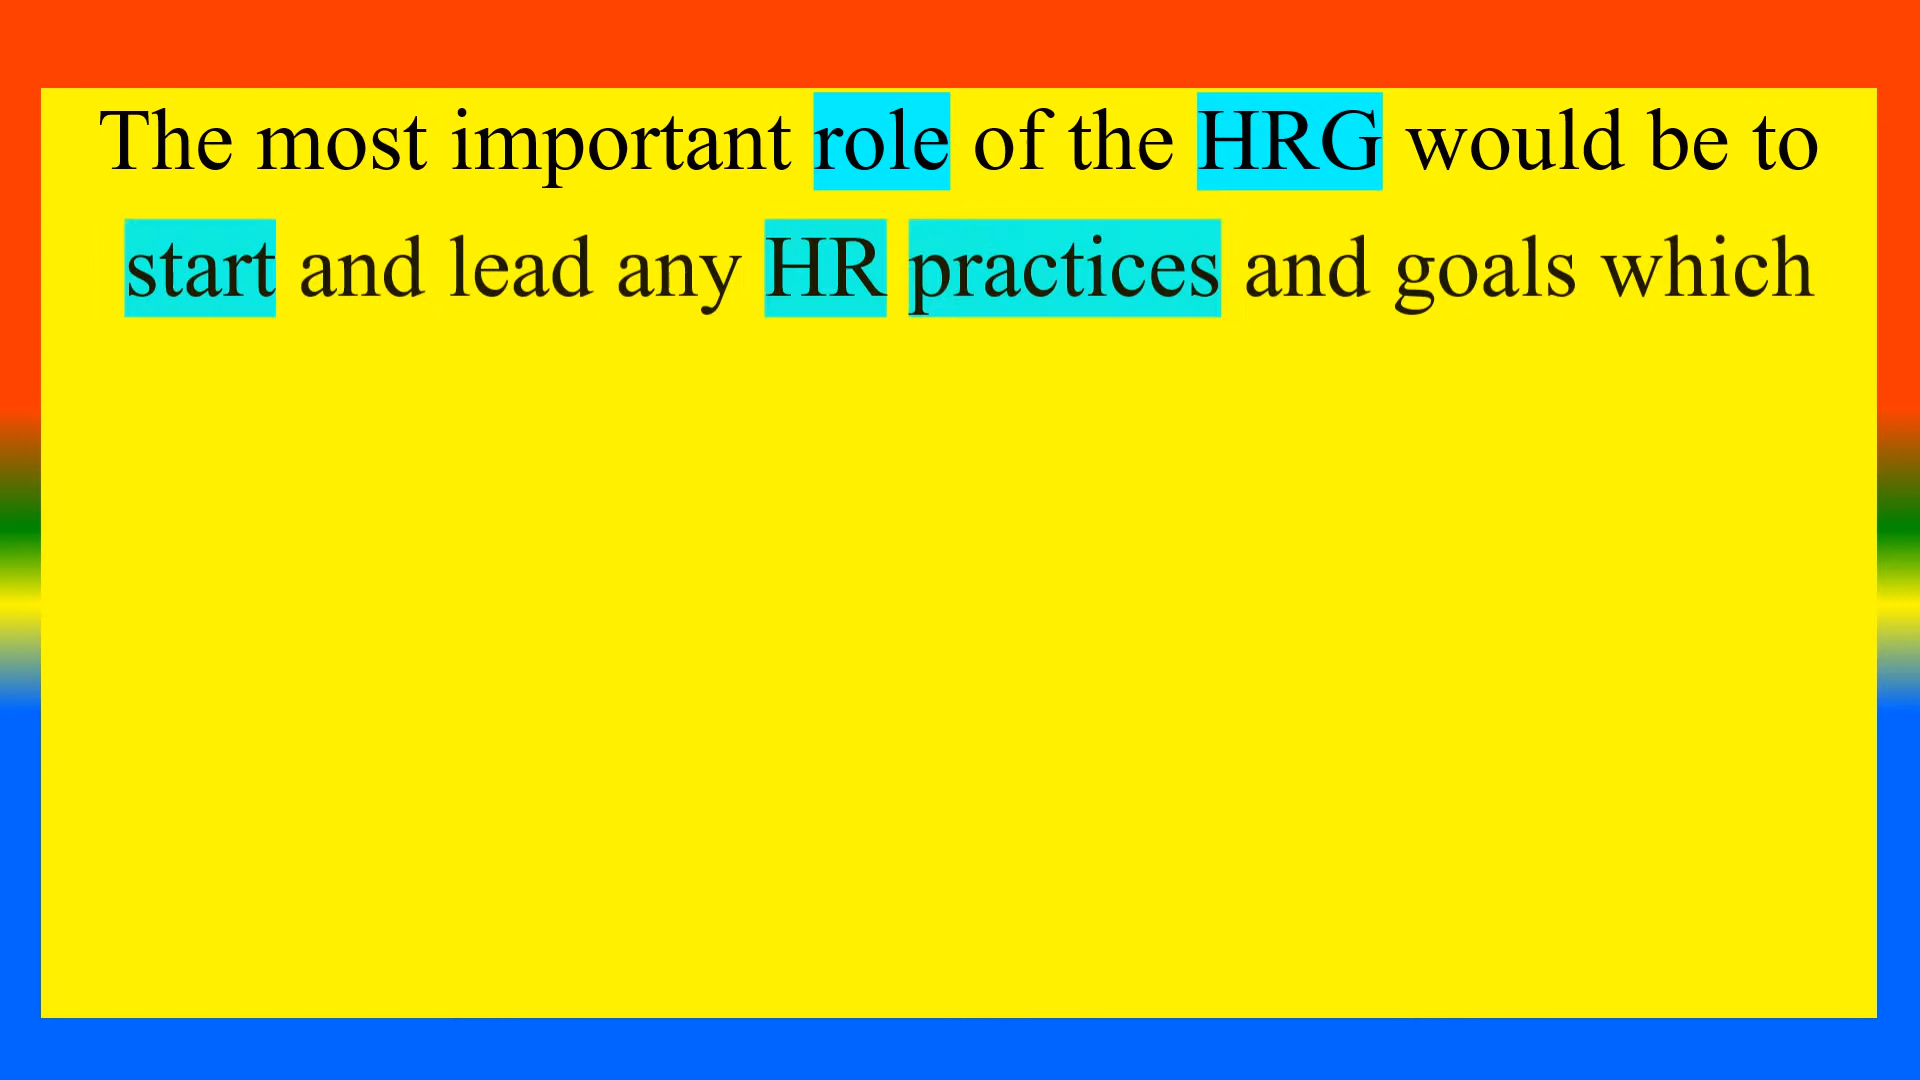 The most important role of the HRG would be to
start and lead any HR practices and goals which